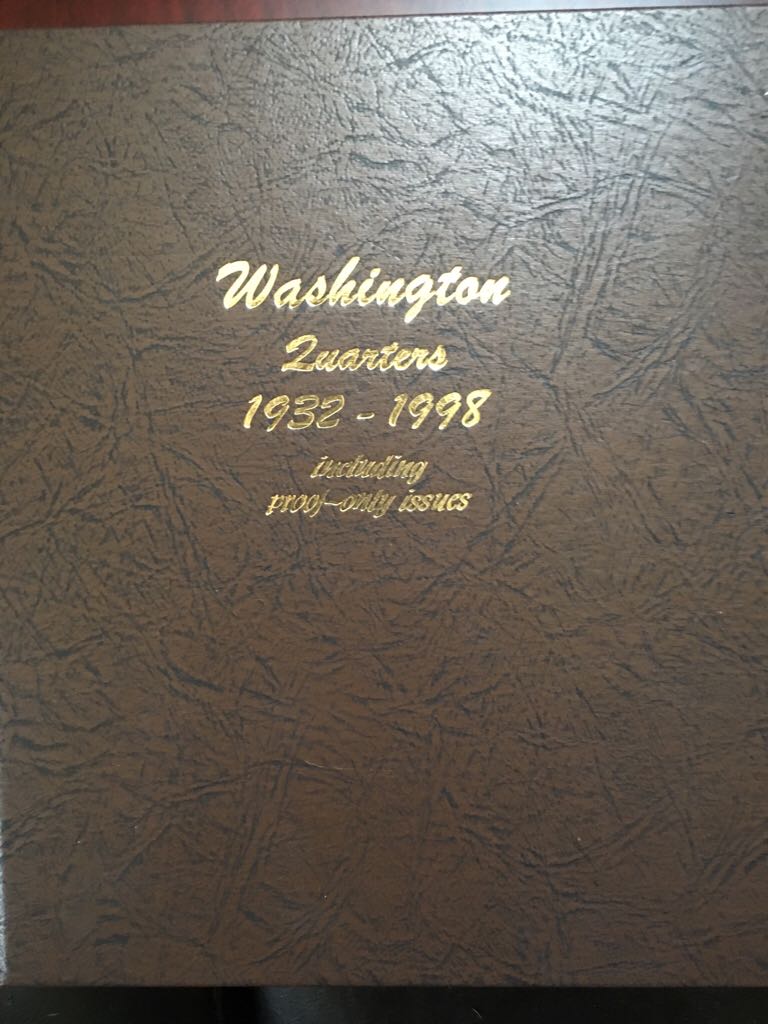 Washington
Quarters
1932 - 1998
including
proof-only issues